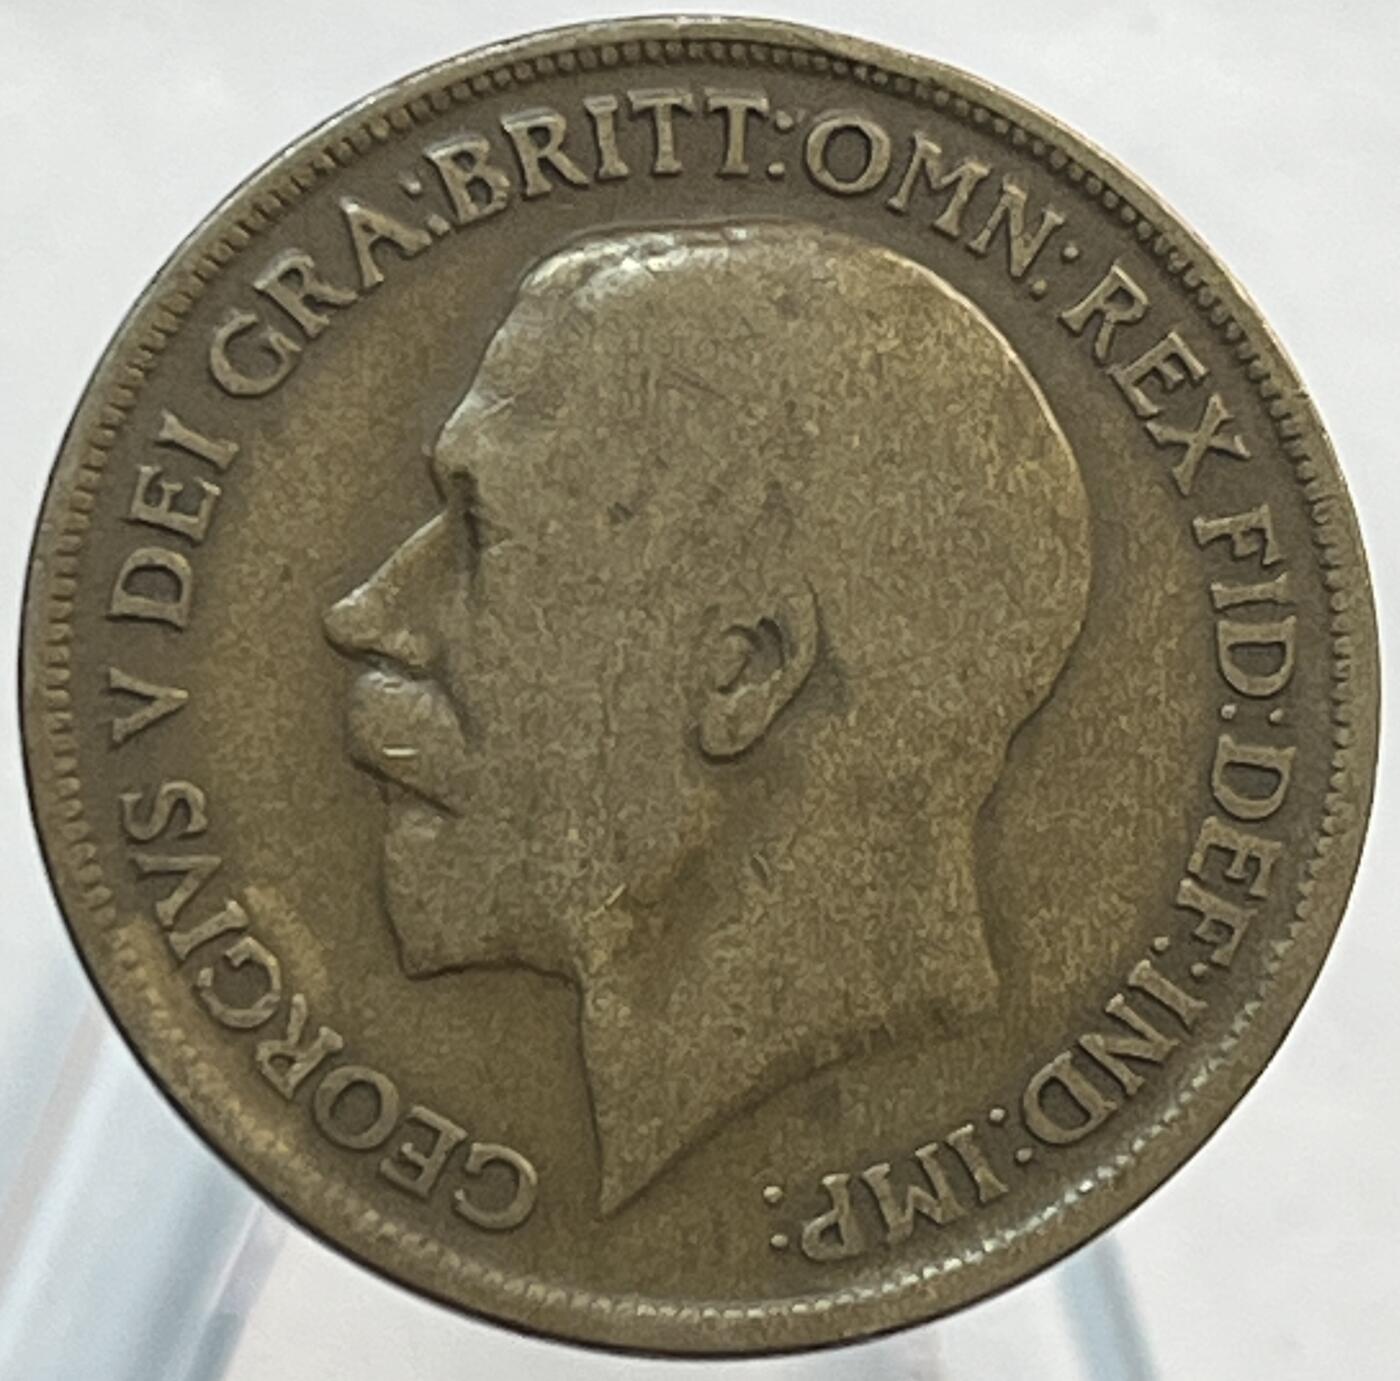 GEORGIVS V DEI GRA:BRITT:OMN: REX FID:DEF:IND:IMP: